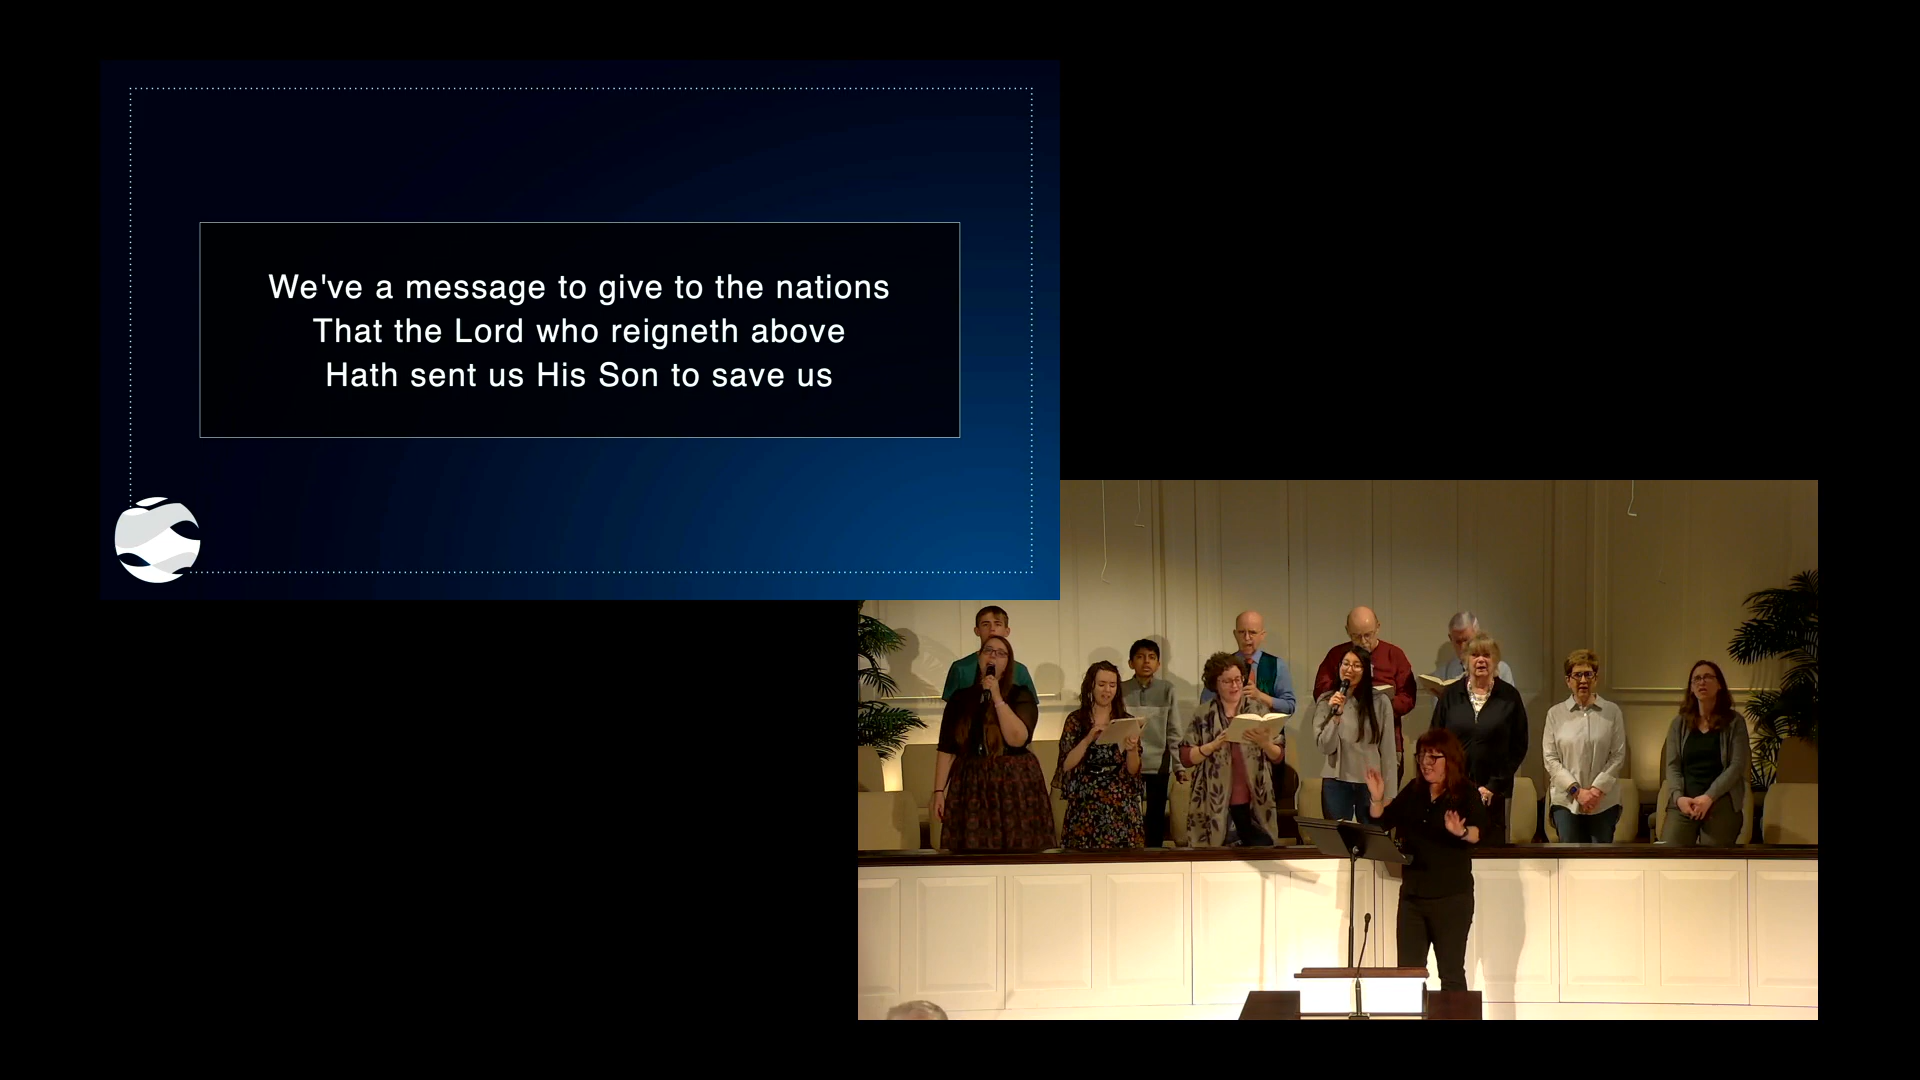 We've a message to give to the nations
That the Lord who reigneth above
Hath sent us His Son to save us